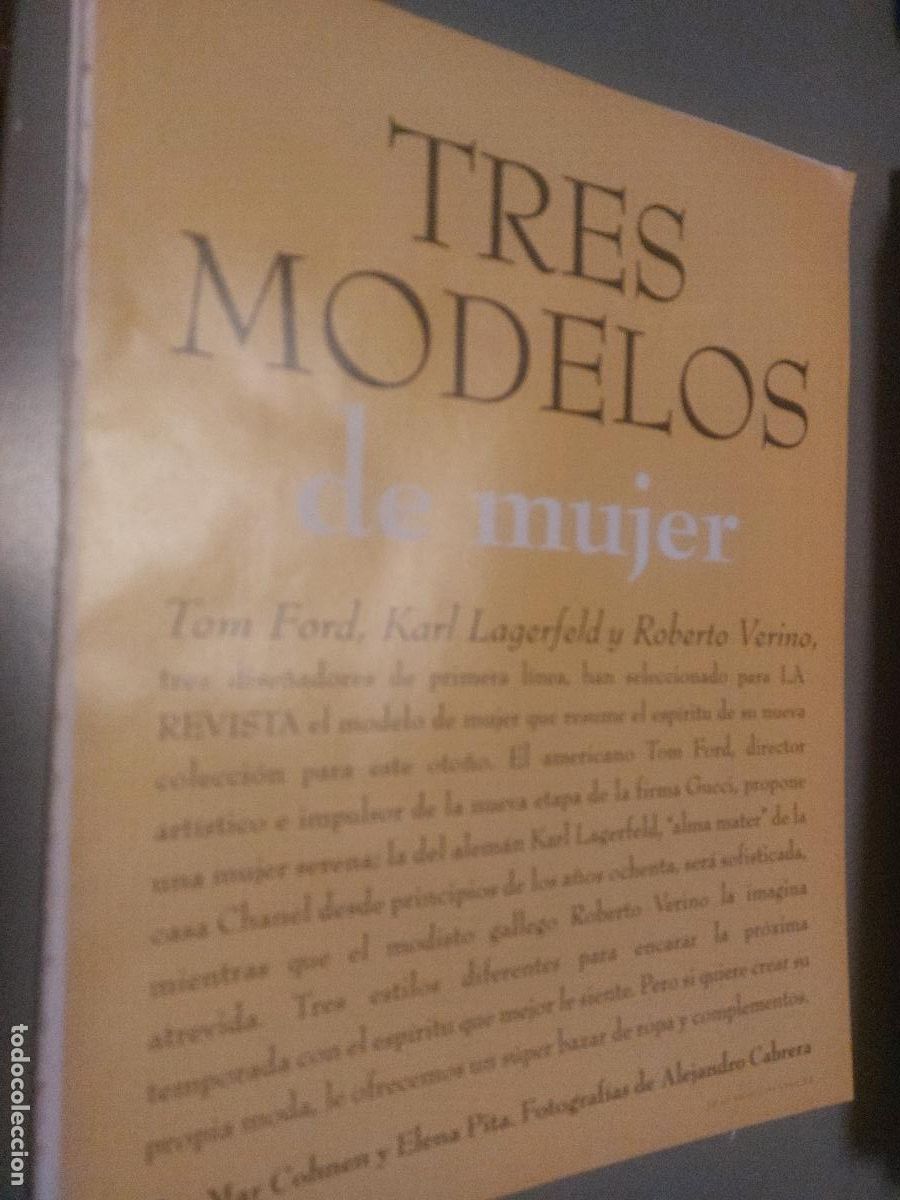 TRES
MODELOS
de mujer
Tom Ford, Karl Lagerfeld y Roberto Verino,
tres diseñadores de primera línea, han seleccionado para LA
REVISTA el modelo de mujer que resume el espíritu de su nueva
colección para este otoño. El americano Tom Ford, director
artístico e impulsor de la nueva etapa de la firma Gucci, propone
una mujer serena; la del alemán Karl Lagerfeld, "alma mater" de la
casa Chanel desde principios de los años ochenta, será sofisticada,
mientras que el modisto gallego Roberto Verino la imagina
atrevida. Tres estilos diferentes para encarar la próxima
temporada con el espíritu que mejor le siente. Pero si quiere crear su
propia moda, le ofrecemos un súper bazar de ropa y complementos.
Mar Cohnen y Elena Pita. Fotografías de Alejandro Cabrera
todocoleccion